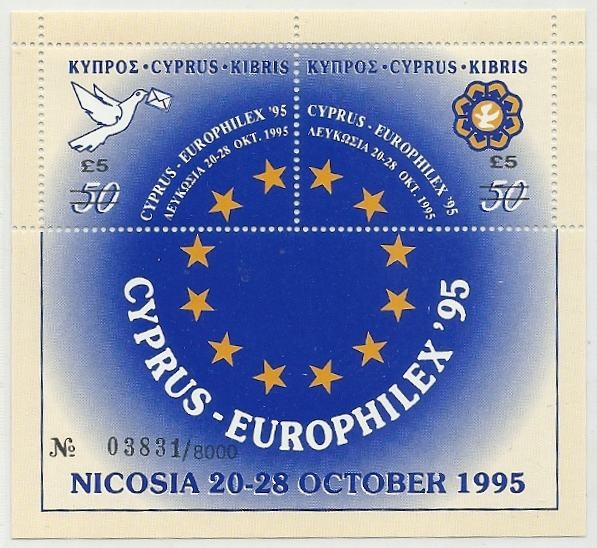 ΚΥΠΡΟΣ • CYPRUS • KIBRIS
£5
50
CYPRUS - EUROPHILEX '95
ΛΕΥΚΩΣΙΑ 20-28 ΟΚΤ. 1995
ΚΥΠΡΟΣ • CYPRUS • KIBRIS
£5
50
CYPRUS - EUROPHILEX '95
ΛΕΥΚΩΣΙΑ 20-28 ΟΚΤ. 1995
CYPRUS - EUROPHILEX '95
№ 03831/8000
NICOSIA 20-28 OCTOBER 1995